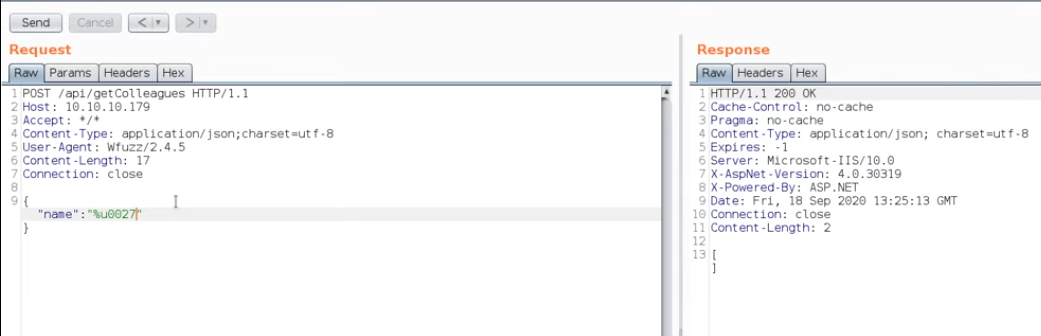 Send Cancel < >
Request
Raw Params Headers Hex
1 POST /api/getColleagues HTTP/1.1
2 Host: 10.10.10.179
3 Accept: */*
4 Content-Type: application/json;charset=utf-8
5 User-Agent: Wfuzz/2.4.5
6 Content-Length: 17
7 Connection: close
8
9 {
"name":"%u0027"
}
Response
Raw Headers Hex
1 HTTP/1.1 200 OK
2 Cache-Control: no-cache
3 Pragma: no-cache
4 Content-Type: application/json; charset=utf-8
5 Expires: -1
6 Server: Microsoft-IIS/10.0
7 X-AspNet-Version: 4.0.30319
8 X-Powered-By: ASP.NET
9 Date: Fri, 18 Sep 2020 13:25:13 GMT
10 Connection: close
11 Content-Length: 2
12
13 [
]